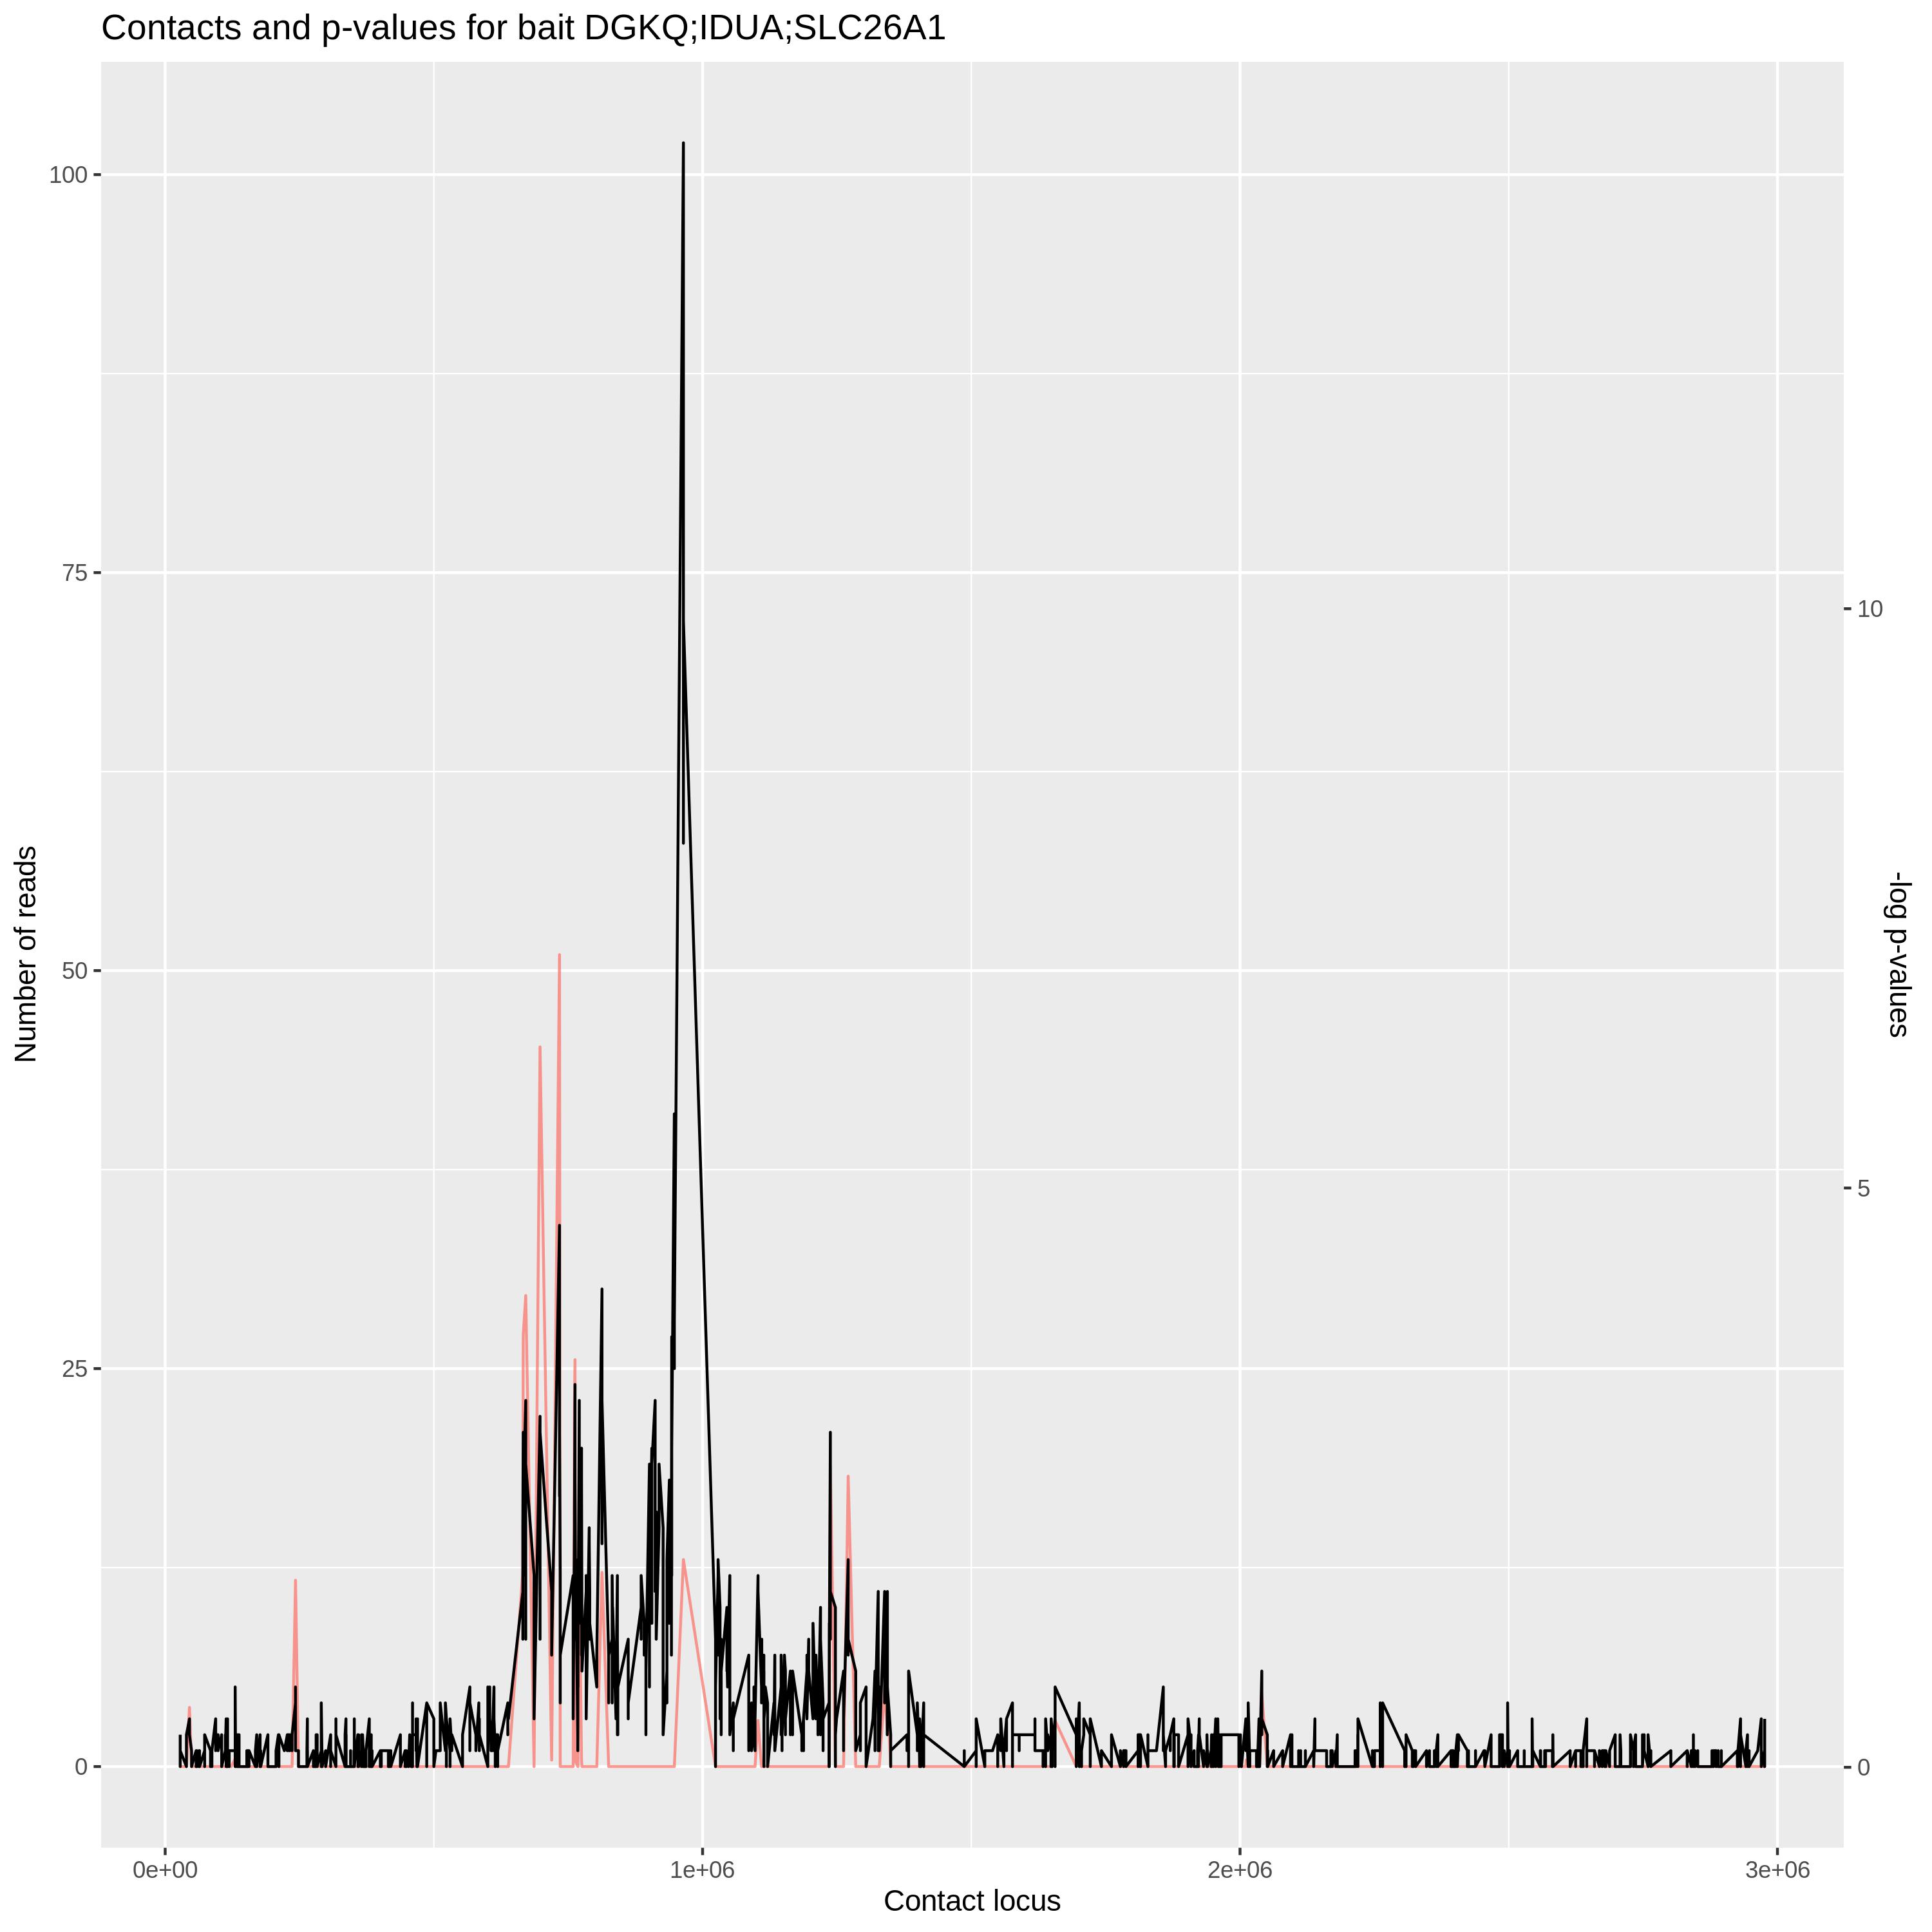 Contacts and p-values for bait DGKQ;IDUA;SLC26A1
100
75
50
25
0
Number of reads
10
5
0
-log p-values
0e+00
1e+06
2e+06
3e+06
Contact locus